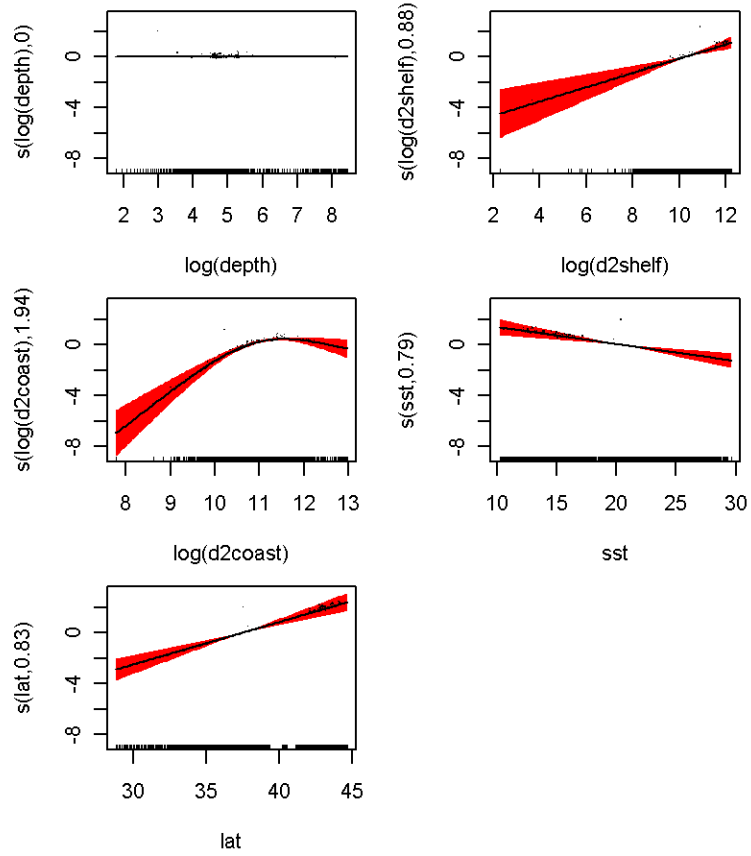 s(log(depth),0)
0
-4
-8
2 3 4 5 6 7 8
log(depth)
s(log(d2shelf),0.88)
0
-4
-8
2 4 6 8 10 12
log(d2shelf)
s(log(d2coast),1.94)
0
-4
-8
8 9 10 11 12 13
log(d2coast)
s(sst,0.79)
0
-4
-8
10 15 20 25 30
sst
s(lat,0.83)
0
-4
-8
30 35 40 45
lat